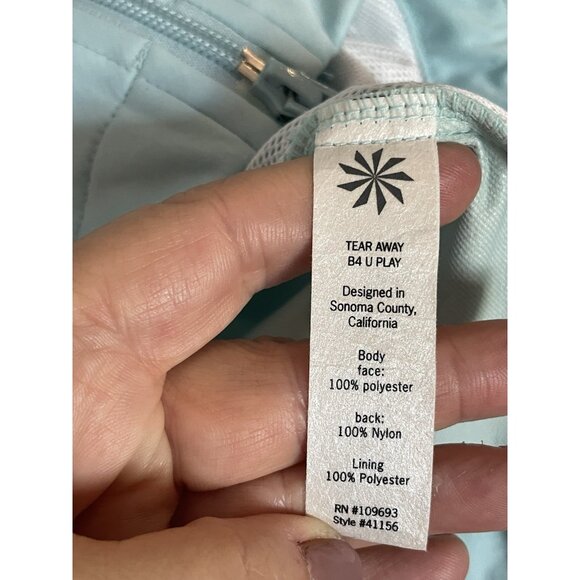 TEAR AWAY
B4 U PLAY
Designed in
Sonoma County,
California
Body
face:
100% polyester
back:
100% Nylon
Lining
100% Polyester
RN #109693
Style #41156